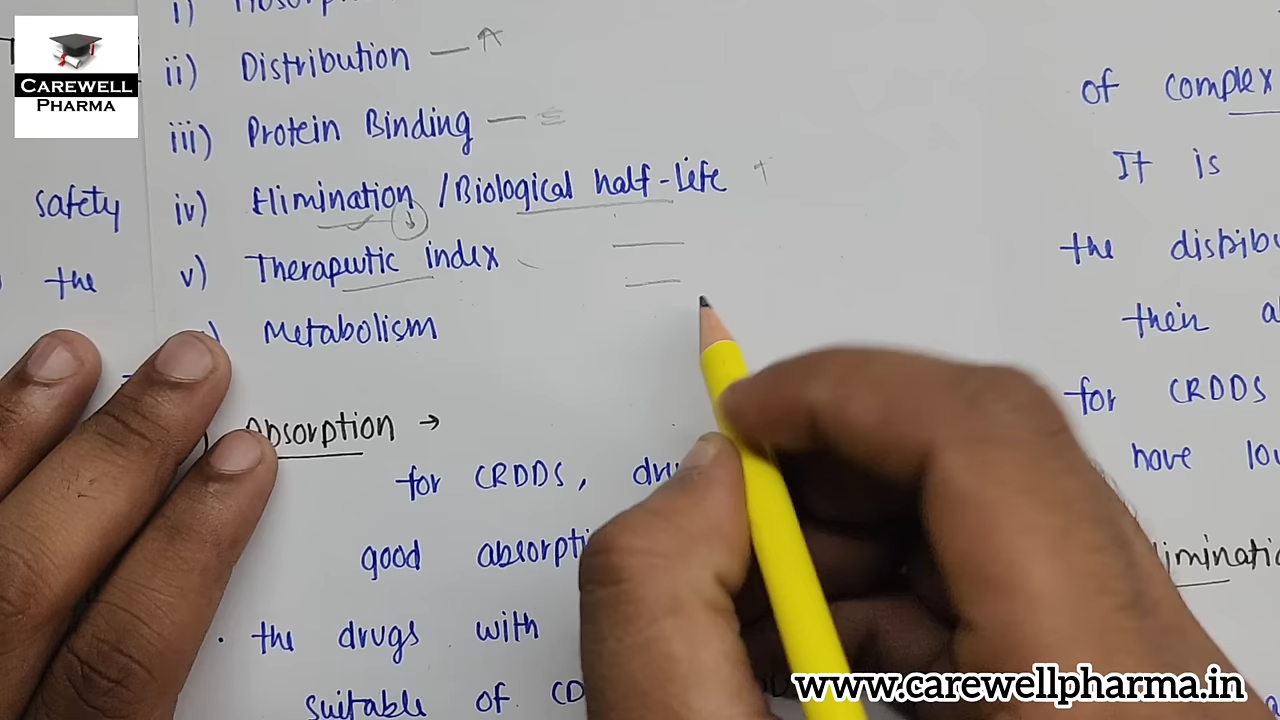 CAREWELL
PHARMA
ii) Distribution
iii) Protein Binding
iv) Elimination / Biological half-life
v) Therapeutic index
Metabolism
Absorption →
for CRDDS,
good
the drugs with
suitable of
safety
the
of complex
It is
the
their
for CRDDS
have
www.carewellpharma.in